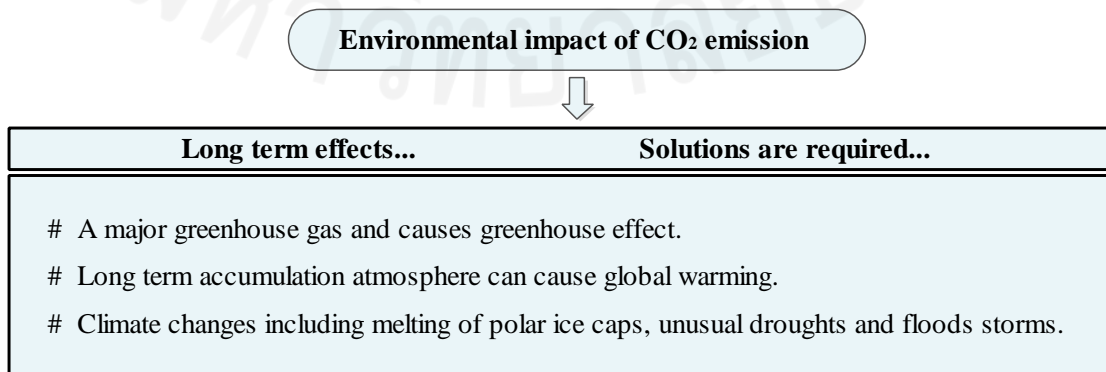 Environmental impact of CO₂ emission
Long term effects... Solutions are required...
# A major greenhouse gas and causes greenhouse effect.
# Long term accumulation atmosphere can cause global warming.
# Climate changes including melting of polar ice caps, unusual droughts and floods storms.